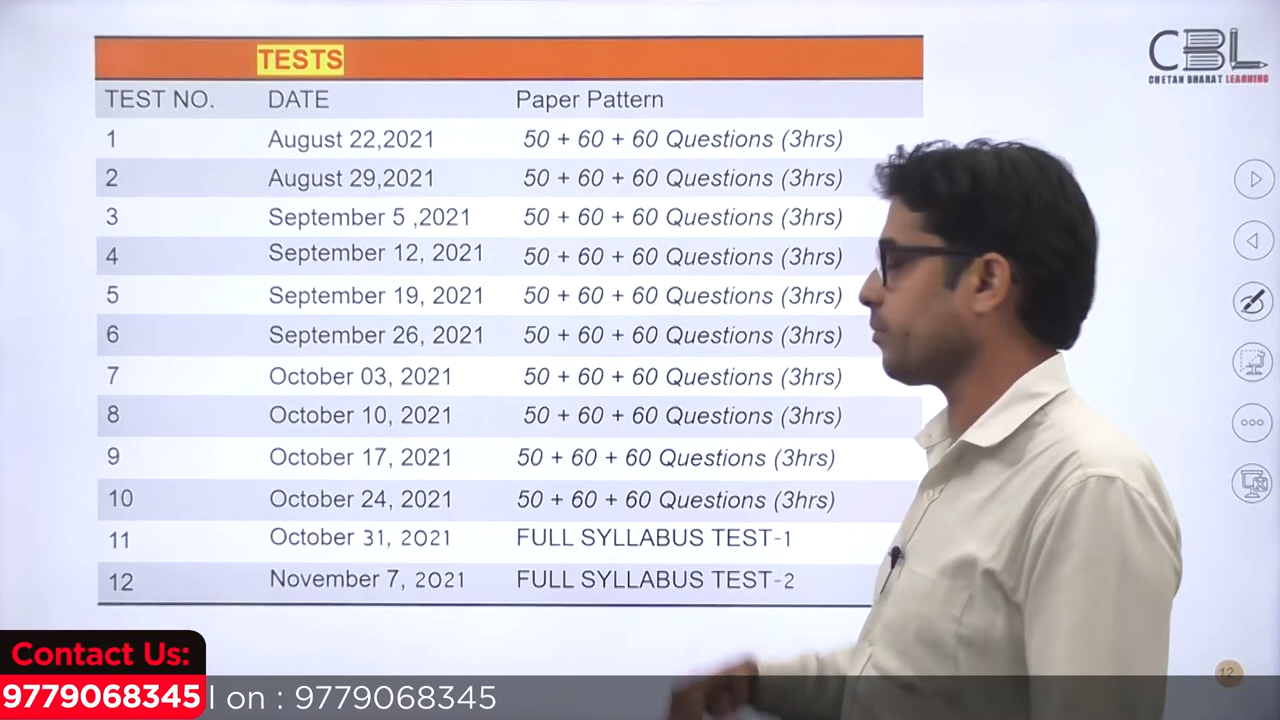 TESTS
TEST NO. DATE Paper Pattern
1 August 22,2021 50 + 60 + 60 Questions (3hrs)
2 August 29,2021 50 + 60 + 60 Questions (3hrs)
3 September 5 ,2021 50 + 60 + 60 Questions (3hrs)
4 September 12, 2021 50 + 60 + 60 Questions (3hrs)
5 September 19, 2021 50 + 60 + 60 Questions (3hrs)
6 September 26, 2021 50 + 60 + 60 Questions (3hrs)
7 October 03, 2021 50 + 60 + 60 Questions (3hrs)
8 October 10, 2021 50 + 60 + 60 Questions (3hrs)
9 October 17, 2021 50 + 60 + 60 Questions (3hrs)
10 October 24, 2021 50 + 60 + 60 Questions (3hrs)
11 October 31, 2021 FULL SYLLABUS TEST-1
12 November 7, 2021 FULL SYLLABUS TEST-2
CBL
CHETAN BHARAT LEARNING
12
Contact Us:
9779068345
l on : 9779068345